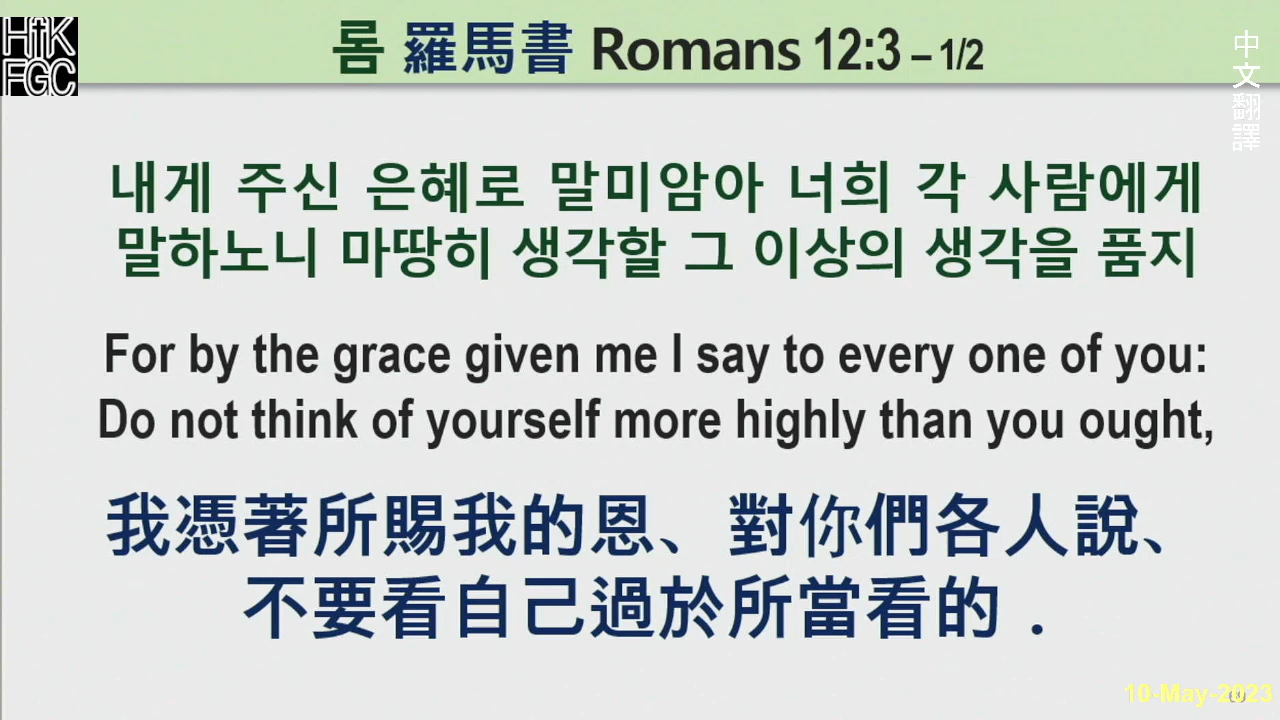 HfK
FGC
롬 羅馬書 Romans 12:3 – 1/2
中文翻譯
내게 주신 은혜로 말미암아 너희 각 사람에게
말하노니 마땅히 생각할 그 이상의 생각을 품지
For by the grace given me I say to every one of you:
Do not think of yourself more highly than you ought,
我憑著所賜我的恩、對你們各人說、
不要看自己過於所當看的．
10-May-2023